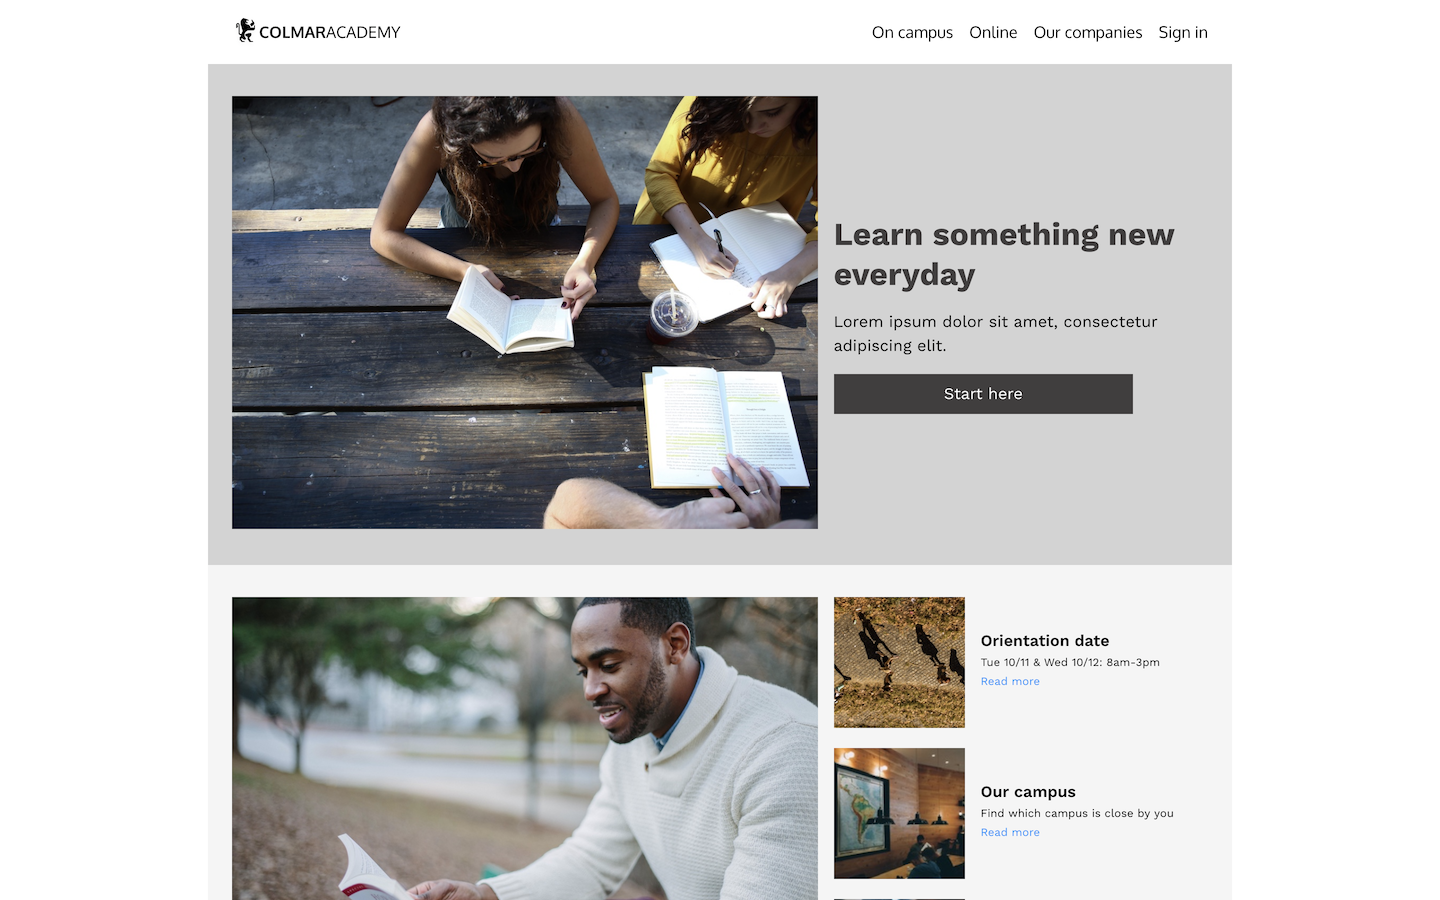 COLMARACADEMY
On campus Online Our companies Sign in
Learn something new
everyday
Lorem ipsum dolor sit amet, consectetur
adipiscing elit.
Start here
Orientation date
Tue 10/11 & Wed 10/12: 8am-3pm
Read more
Our campus
Find which campus is close by you
Read more